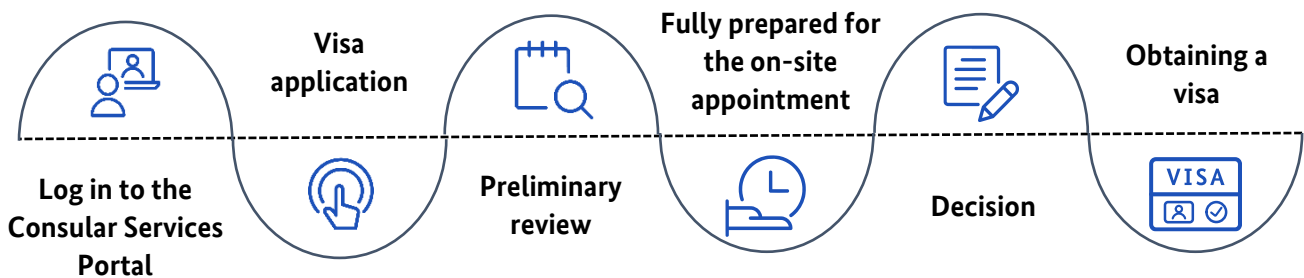 Log in to the
Consular Services
Portal
Visa
application
Preliminary
review
Fully prepared for
the on-site
appointment
Decision
Obtaining a
visa
VISA